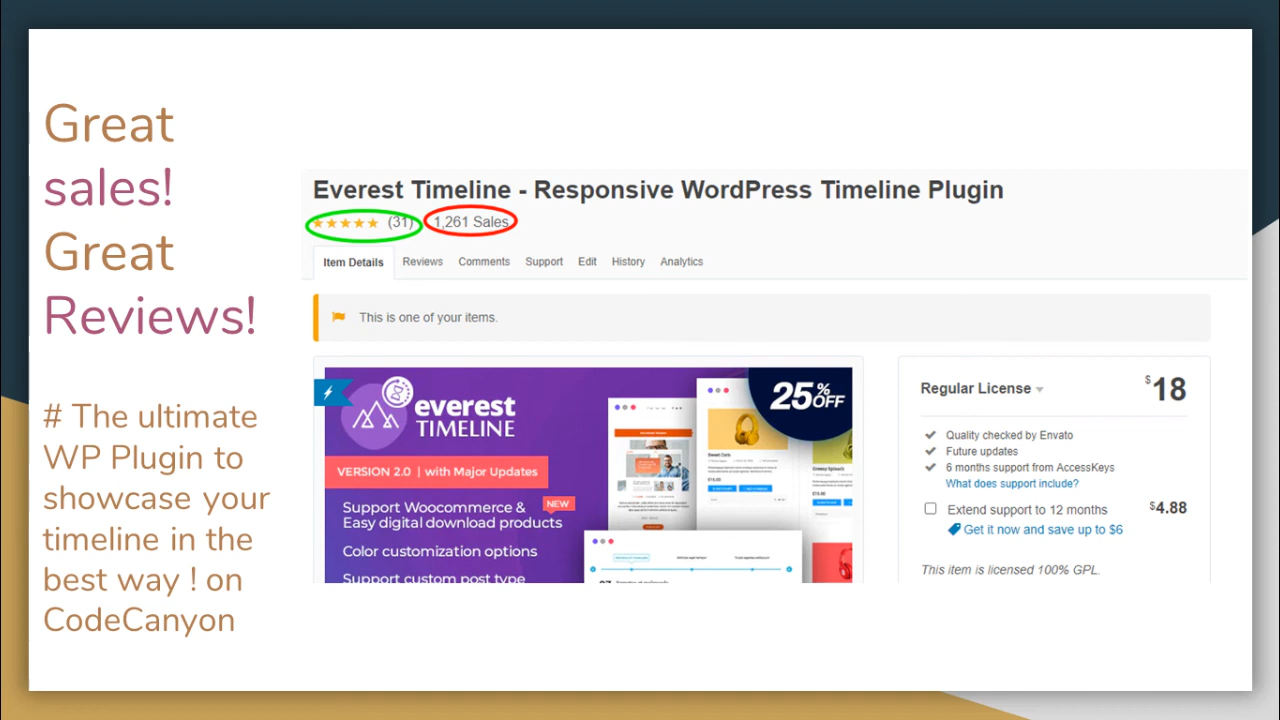 Great
sales!
Great
Reviews!
# The ultimate
WP Plugin to
showcase your
timeline in the
best way ! on
CodeCanyon
Everest Timeline - Responsive WordPress Timeline Plugin
(31) 1,261 Sales
Item Details Reviews Comments Support Edit History Analytics
This is one of your items.
everest
TIMELINE
25% OFF
VERSION 2.0 | with Major Updates
Support Woocommerce & NEW
Easy digital download products
Color customization options
Support custom post type
Regular License $18
Quality checked by Envato
Future updates
6 months support from AccessKeys
What does support include?
Extend support to 12 months $4.88
Get it now and save up to $6
This item is licensed 100% GPL.